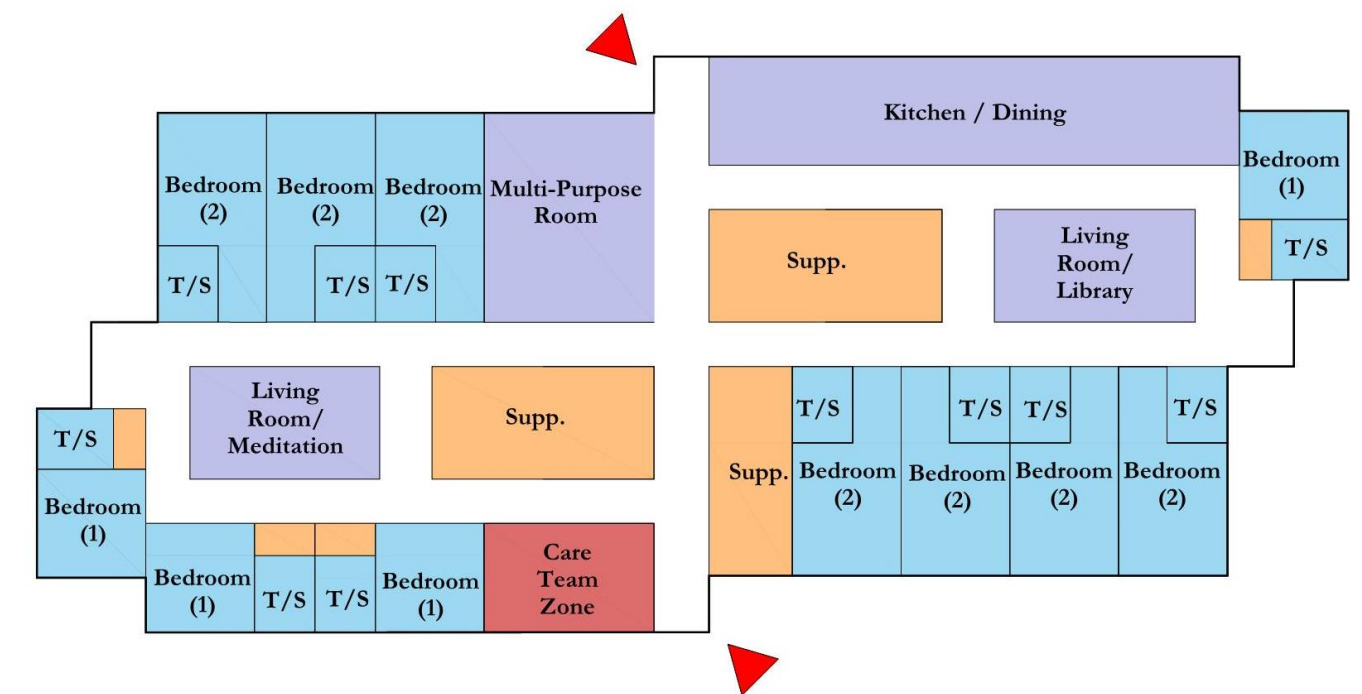 Kitchen / Dining
Bedroom
(2)
Bedroom
(2)
Bedroom
(2)
Multi-Purpose
Room
Bedroom
(1)
T/S
T/S
T/S
Supp.
Living
Room/
Library
T/S
T/S
Living
Room/
Meditation
Supp.
Supp.
T/S
Bedroom
(2)
T/S
Bedroom
(2)
T/S
Bedroom
(2)
T/S
Bedroom
(2)
Bedroom
(1)
Bedroom
(1)
T/S
T/S
Bedroom
(1)
Care
Team
Zone